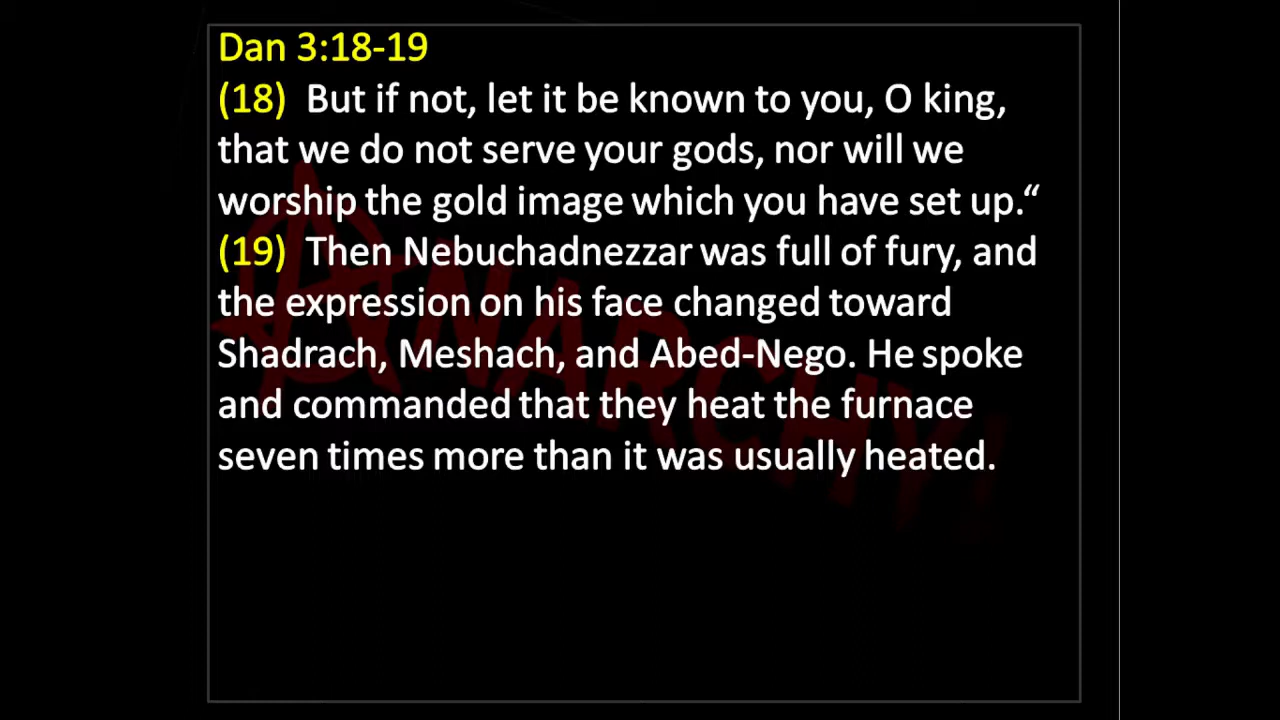 Dan 3:18-19
(18) But if not, let it be known to you, O king,
that we do not serve your gods, nor will we
worship the gold image which you have set up.“
(19) Then Nebuchadnezzar was full of fury, and
the expression on his face changed toward
Shadrach, Meshach, and Abed-Nego. He spoke
and commanded that they heat the furnace
seven times more than it was usually heated.
ANARCHY!